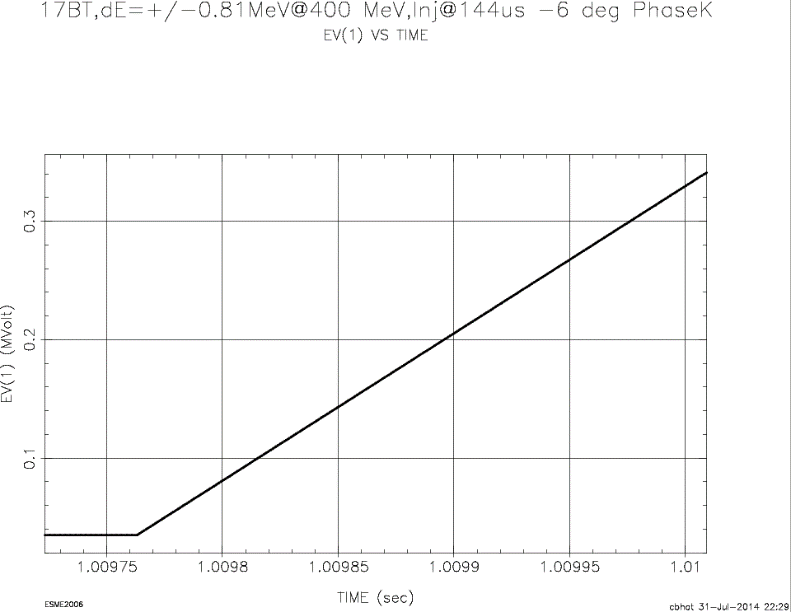 17BT,dE=+/-0.81MeV@400 MeV,Inj@144us -6 deg PhaseK
EV(1) VS TIME
EV(1) (MVolt)
0.3
0.2
0.1
1.00975 1.0098 1.00985 1.0099 1.00995 1.01
TIME (sec)
ESME2006
cbhat 31-Jul-2014 22:29